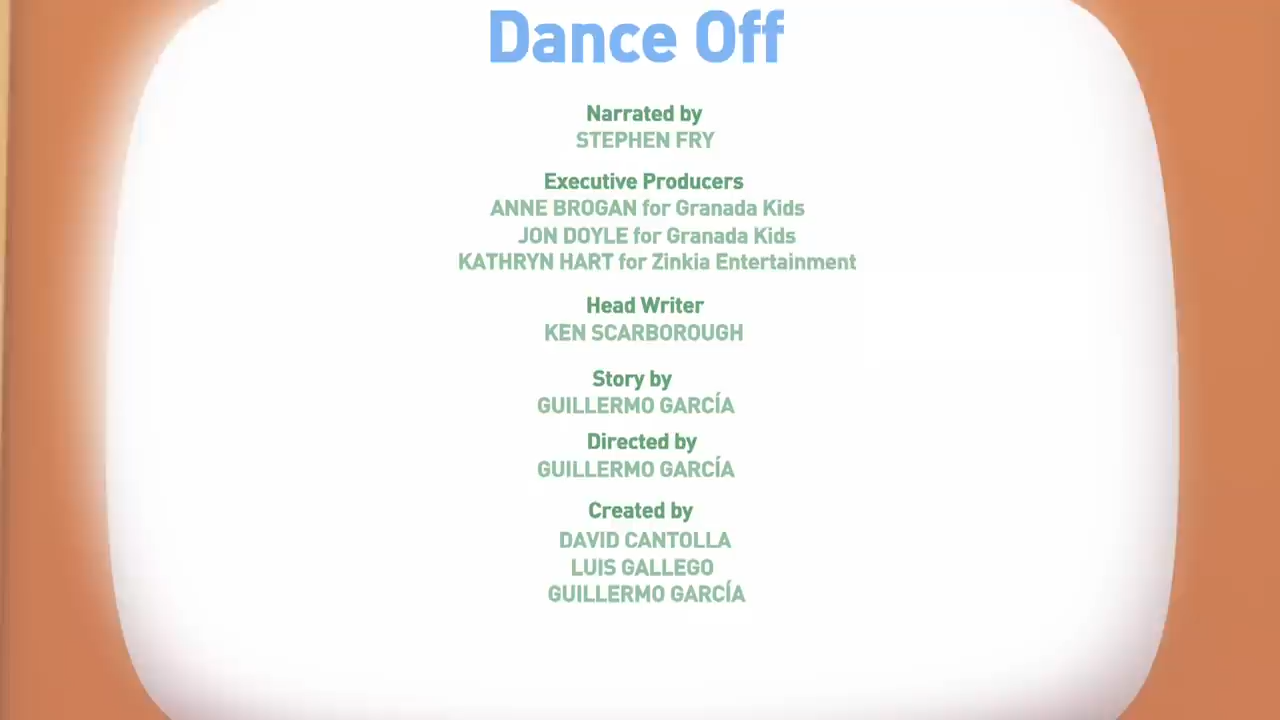 Dance Off
Narrated by
STEPHEN FRY
Executive Producers
ANNE BROGAN for Granada Kids
JON DOYLE for Granada Kids
KATHRYN HART for Zinkia Entertainment
Head Writer
KEN SCARBOROUGH
Story by
GUILLERMO GARCÍA
Directed by
GUILLERMO GARCÍA
Created by
DAVID CANTOLLA
LUIS GALLEGO
GUILLERMO GARCÍA